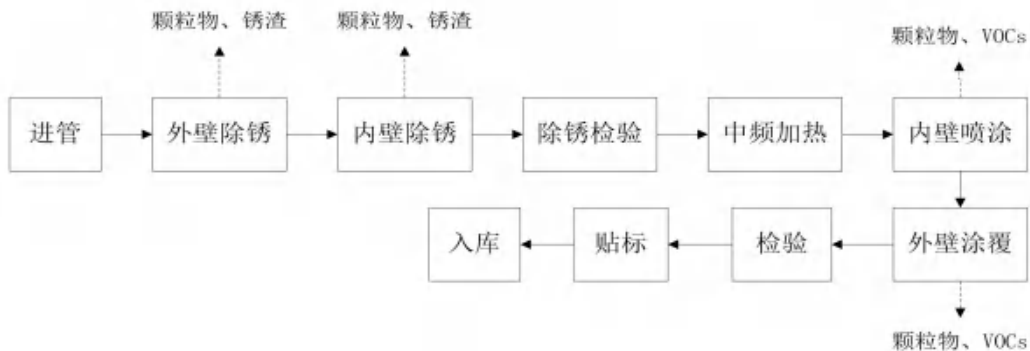 颗粒物、锈渣
颗粒物、锈渣
颗粒物、VOCs
进管
外壁除锈
内壁除锈
除锈检验
中频加热
内壁喷涂
外壁涂覆
检验
贴标
入库
颗粒物、VOCs